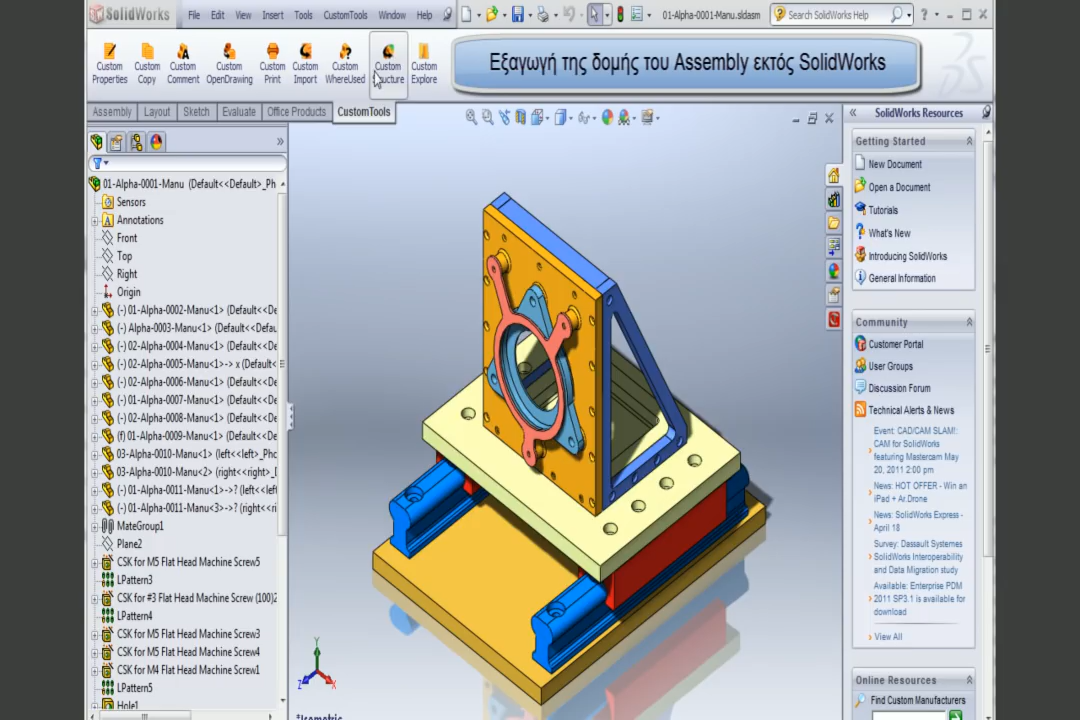 SolidWorks
File Edit View Insert Tools CustomTools Window Help
01-Alpha-0001-Manu.sldasm
Search SolidWorks Help
Custom Properties
Custom Copy
Custom Comment
Custom OpenDrawing
Custom Print
Custom Import
Custom WhereUsed
Custom
Custom Explore
Εξαγωγή της δομής του Assembly εκτός SolidWorks
Assembly Layout Sketch Evaluate Office Products CustomTools
01-Alpha-0001-Manu (Default<<Default>_Ph
Sensors
Annotations
Front
Top
Right
Origin
(-) 01-Alpha-0002-Manu<1> (Default<<De
(-) Alpha-0003-Manu<1> (Default<<Defau
(-) 02-Alpha-0004-Manu<1> (Default<<De
(-) 02-Alpha-0005-Manu<1>-> x (Default<
(-) 02-Alpha-0006-Manu<1> (Default<<De
(-) 01-Alpha-0007-Manu<1> (Default<<De
(-) 02-Alpha-0008-Manu<1> (Default<<De
(f) 01-Alpha-0009-Manu<1> (Default<<De
03-Alpha-0010-Manu<1> (left<<left>_Pho
03-Alpha-0010-Manu<2> (right<<right>_D
(-) 01-Alpha-0011-Manu<1>->? (left<<left
(-) 01-Alpha-0011-Manu<3>->? (right<<ri
MateGroup1
Plane2
CSK for M5 Flat Head Machine Screw5
LPattern3
CSK for #3 Flat Head Machine Screw (100)2
LPattern4
CSK for M5 Flat Head Machine Screw3
CSK for M5 Flat Head Machine Screw4
CSK for M4 Flat Head Machine Screw1
LPattern5
Hole1
Y
Z
X
*Isometric
SolidWorks Resources
Getting Started
New Document
Open a Document
Tutorials
What's New
Introducing SolidWorks
General Information
Community
Customer Portal
User Groups
Discussion Forum
Technical Alerts & News
Event: CAD/CAM SLAM!:
CAM for SolidWorks
featuring Mastercam May
20, 2011 2:00 pm
News: HOT OFFER - Win an
iPad + Ar.Drone
News: SolidWorks Express -
April 18
Survey: Dassault Systemes
SolidWorks Interoperability
and Data Migration study
Available: Enterprise PDM
2011 SP3.1 is available for
download
View All
Online Resources
Find Custom Manufacturers